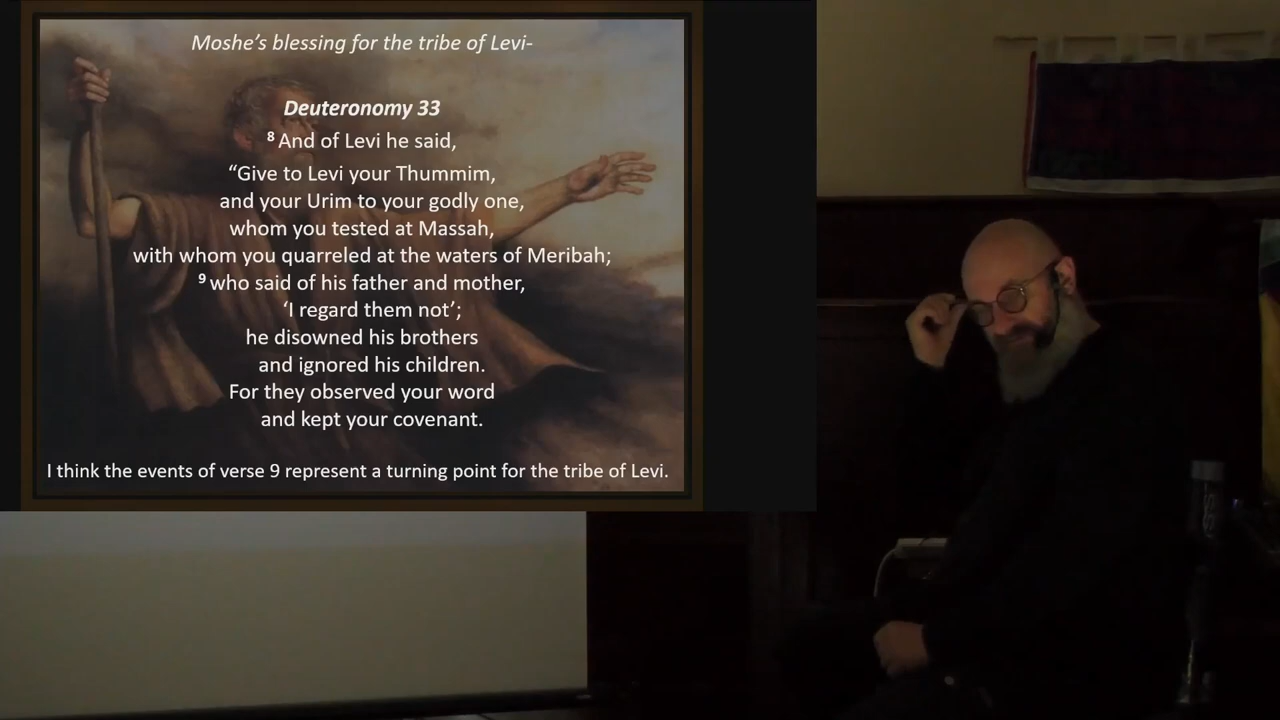 Moshe’s blessing for the tribe of Levi-
Deuteronomy 33
8 And of Levi he said,
“Give to Levi your Thummim,
and your Urim to your godly one,
whom you tested at Massah,
with whom you quarreled at the waters of Meribah;
9 who said of his father and mother,
‘I regard them not’;
he disowned his brothers
and ignored his children.
For they observed your word
and kept your covenant.
I think the events of verse 9 represent a turning point for the tribe of Levi.